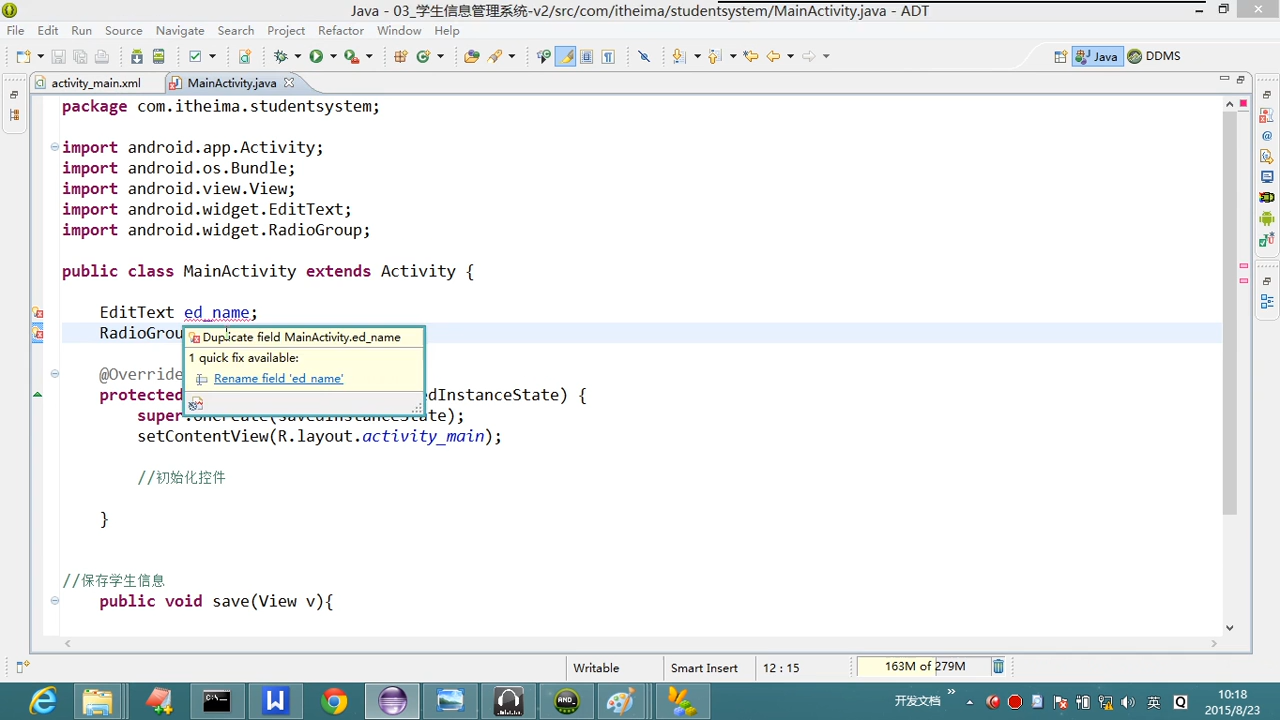 Java - 03_学生信息管理系统-v2/src/com/itheima/studentsystem/MainActivity.java - ADT
File Edit Run Source Navigate Search Project Refactor Window Help
Java DDMS
activity_main.xml MainActivity.java
package com.itheima.studentsystem;
import android.app.Activity;
import android.os.Bundle;
import android.view.View;
import android.widget.EditText;
import android.widget.RadioGroup;
public class MainActivity extends Activity {
EditText ed_name;
RadioGrou
Duplicate field MainActivity.ed_name
1 quick fix available:
Rename field 'ed_name'
@Override
protected edInstanceState) {
super.onCreate(savedInstanceState);
setContentView(R.layout.activity_main);
//初始化控件
}
//保存学生信息
public void save(View v){
Writable Smart Insert 12 : 15 163M of 279M
开发文档 » 英 10:18
2015/8/23